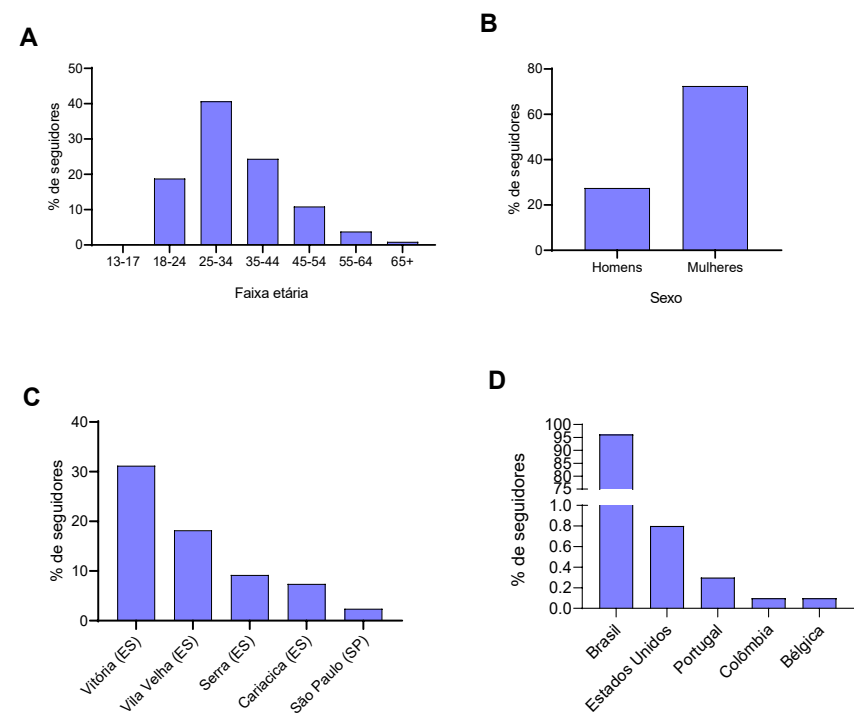 A
% de seguidores
50
40
30
20
10
0
13-17 18-24 25-34 35-44 45-54 55-64 65+
Faixa etária
B
% de seguidores
80
60
40
20
0
Homens Mulheres
Sexo
C
% de seguidores
40
30
20
10
0
Vitória (ES)
Vila Velha (ES)
Serra (ES)
Cariacica (ES)
São Paulo (SP)
D
% de seguidores
100
95
90
85
80
75
1.0
0.8
0.6
0.4
0.2
0.0
Brasil
Estados Unidos
Portugal
Colômbia
Bélgica